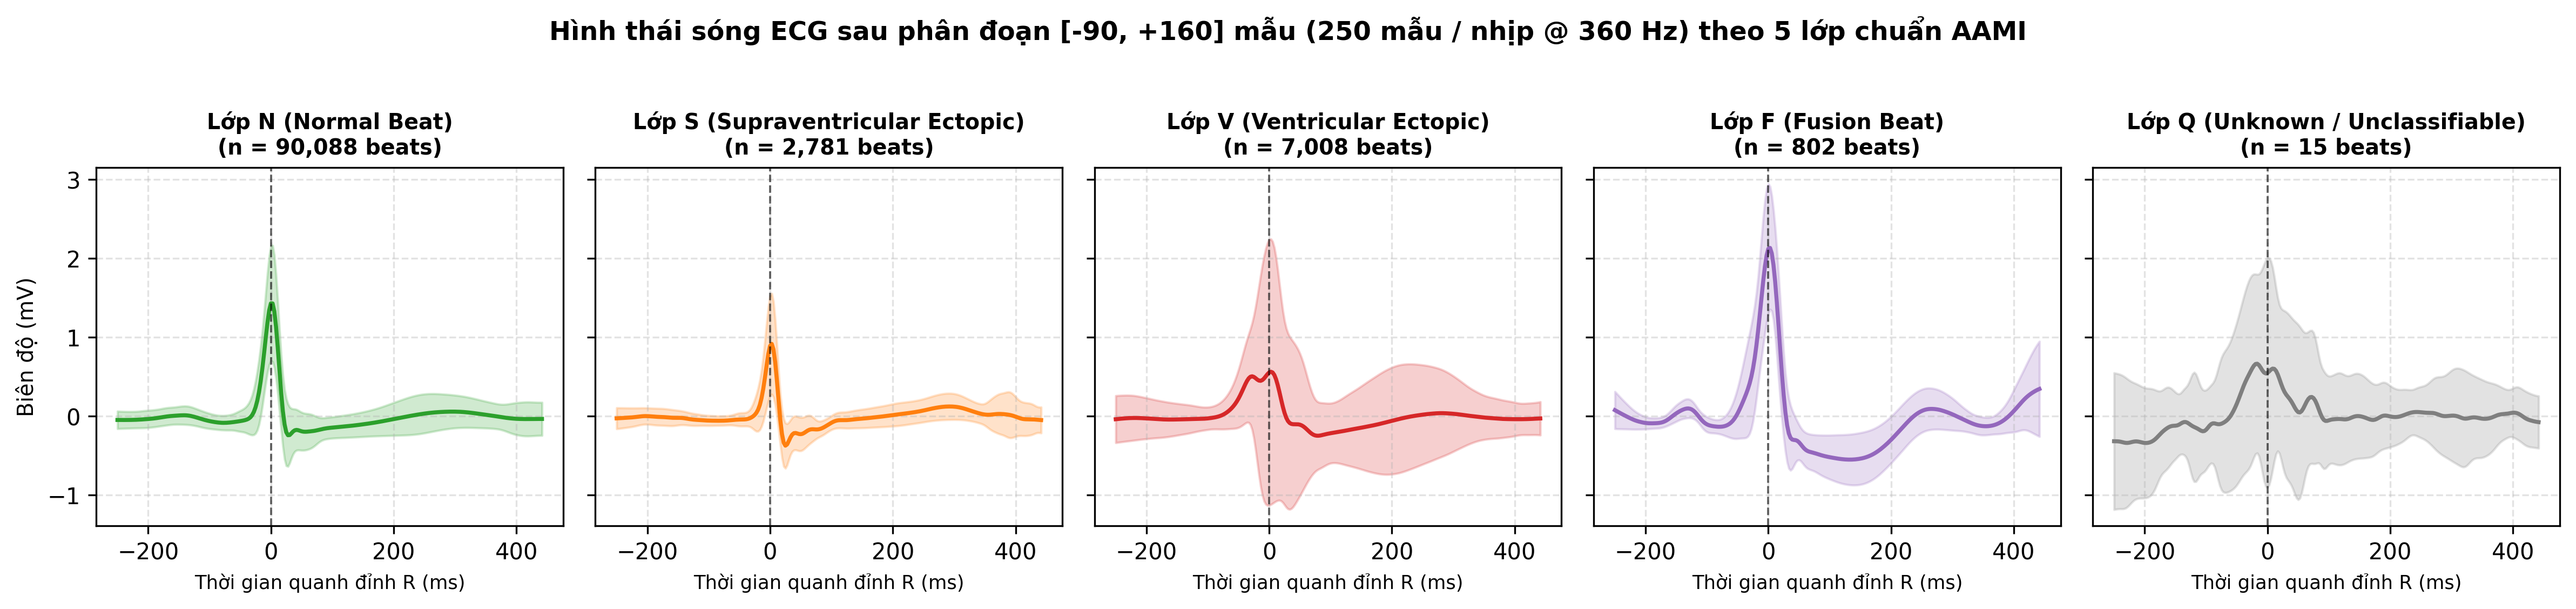 Hình thái sóng ECG sau phân đoạn [-90, +160] mẫu (250 mẫu / nhịp @ 360 Hz) theo 5 lớp chuẩn AAMI
Lớp N (Normal Beat)
(n = 90,088 beats)
Lớp S (Supraventricular Ectopic)
(n = 2,781 beats)
Lớp V (Ventricular Ectopic)
(n = 7,008 beats)
Lớp F (Fusion Beat)
(n = 802 beats)
Lớp Q (Unknown / Unclassifiable)
(n = 15 beats)
Biên độ (mV)
3
2
1
0
−1
−200 0 200 400
−200 0 200 400
−200 0 200 400
−200 0 200 400
−200 0 200 400
Thời gian quanh đỉnh R (ms)
Thời gian quanh đỉnh R (ms)
Thời gian quanh đỉnh R (ms)
Thời gian quanh đỉnh R (ms)
Thời gian quanh đỉnh R (ms)